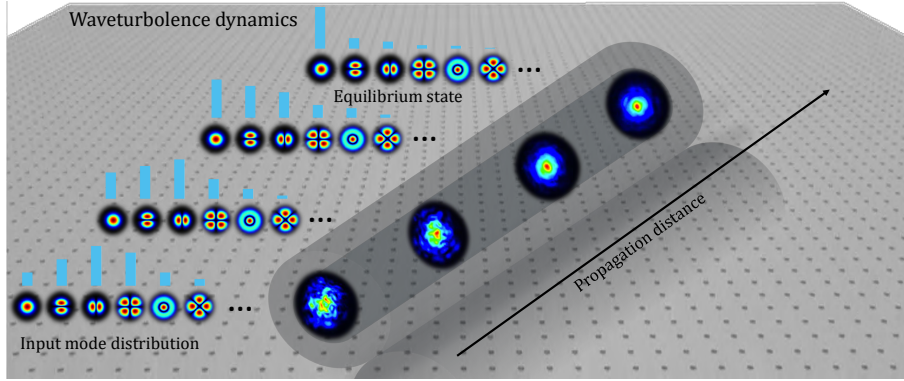 Waveturbolence dynamics
Equilibrium state
Propagation distance
Input mode distribution